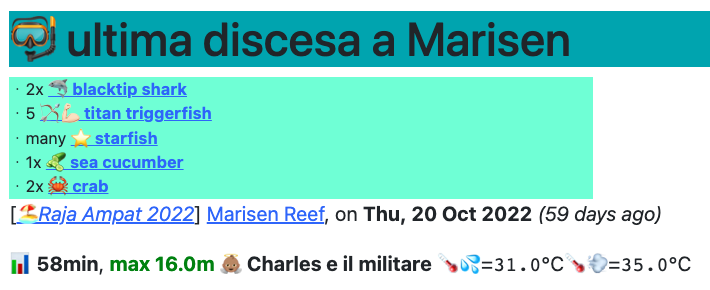 🤿 ultima discesa a Marisen
· 2x 🦈 blacktip shark
· 5 🏹💪🏻 titan triggerfish
· many ⭐ starfish
· 1x 🥒 sea cucumber
· 2x 🦀 crab
[🏖️Raja Ampat 2022] Marisen Reef, on Thu, 20 Oct 2022 (59 days ago)
📊 58min, max 16.0m 👶🏽 Charles e il militare 🌡️💦=31.0°C🌡️💨=35.0°C